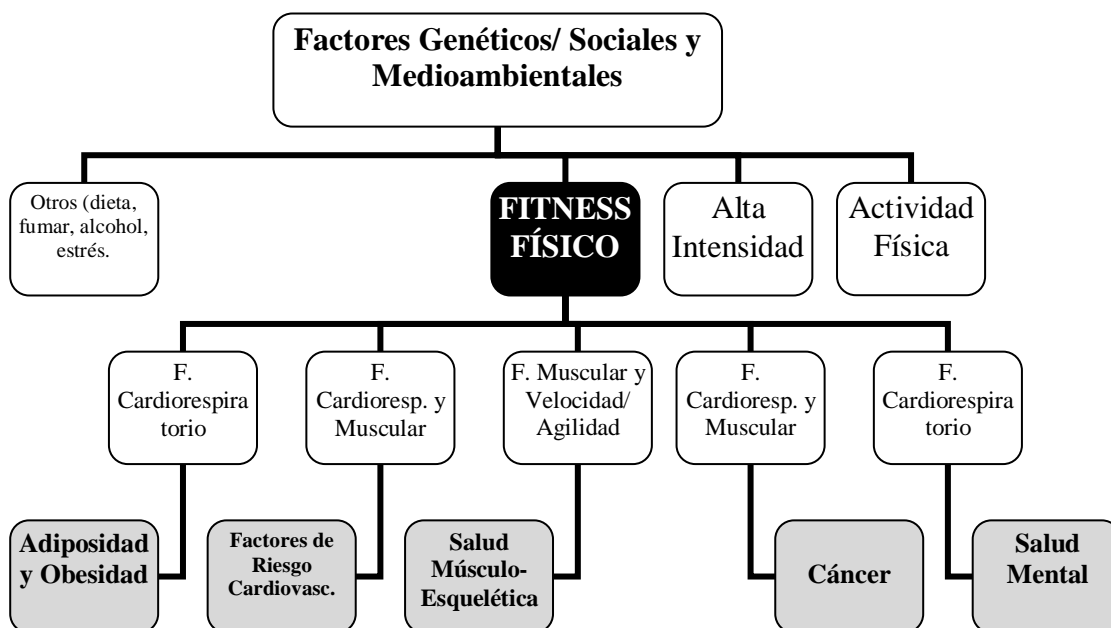 Factores Genéticos/ Sociales y
Medioambientales
Otros (dieta,
fumar, alcohol,
estrés.
FITNESS
FÍSICO
Alta
Intensidad
Actividad
Física
F.
Cardiorespira
torio
F.
Cardioresp. y
Muscular
F. Muscular y
Velocidad/
Agilidad
F.
Cardioresp. y
Muscular
F.
Cardiorespira
torio
Adiposidad
y Obesidad
Factores de
Riesgo
Cardiovasc.
Salud
Músculo-
Esquelética
Cáncer
Salud
Mental